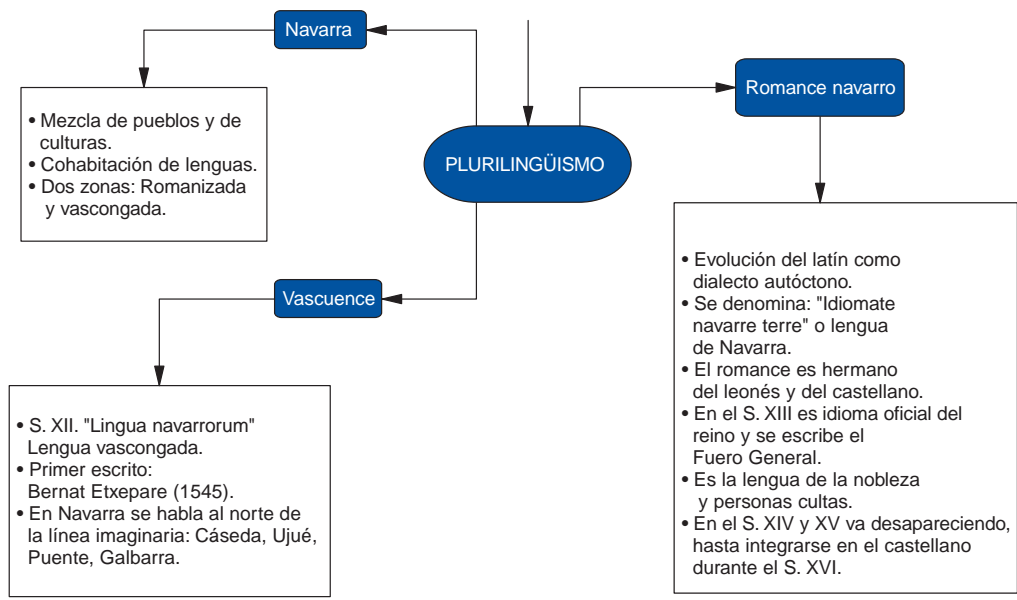 Navarra
• Mezcla de pueblos y de
culturas.
• Cohabitación de lenguas.
• Dos zonas: Romanizada
y vascongada.
PLURILINGÜISMO
Romance navarro
• Evolución del latín como
dialecto autóctono.
• Se denomina: "Idiomate
navarre terre" o lengua
de Navarra.
• El romance es hermano
del leonés y del castellano.
• En el S. XIII es idioma oficial del
reino y se escribe el
Fuero General.
• Es la lengua de la nobleza
y personas cultas.
• En el S. XIV y XV va desapareciendo,
hasta integrarse en el castellano
durante el S. XVI.
Vascuence
• S. XII. "Lingua navarrorum"
Lengua vascongada.
• Primer escrito:
Bernat Etxepare (1545).
• En Navarra se habla al norte de
la línea imaginaria: Cáseda, Ujué,
Puente, Galbarra.